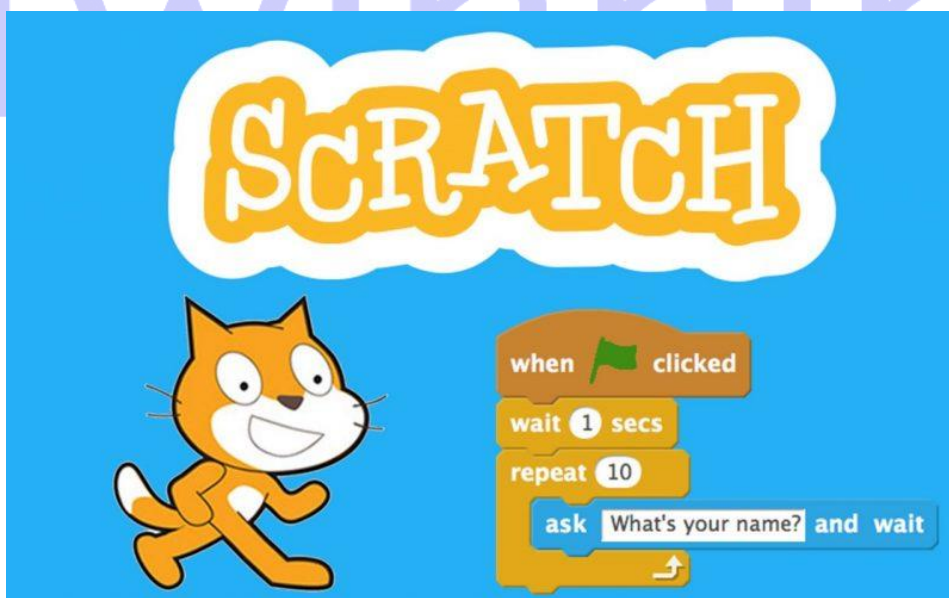 SCRATCH
when clicked
wait 1 secs
repeat 10
ask What's your name? and wait